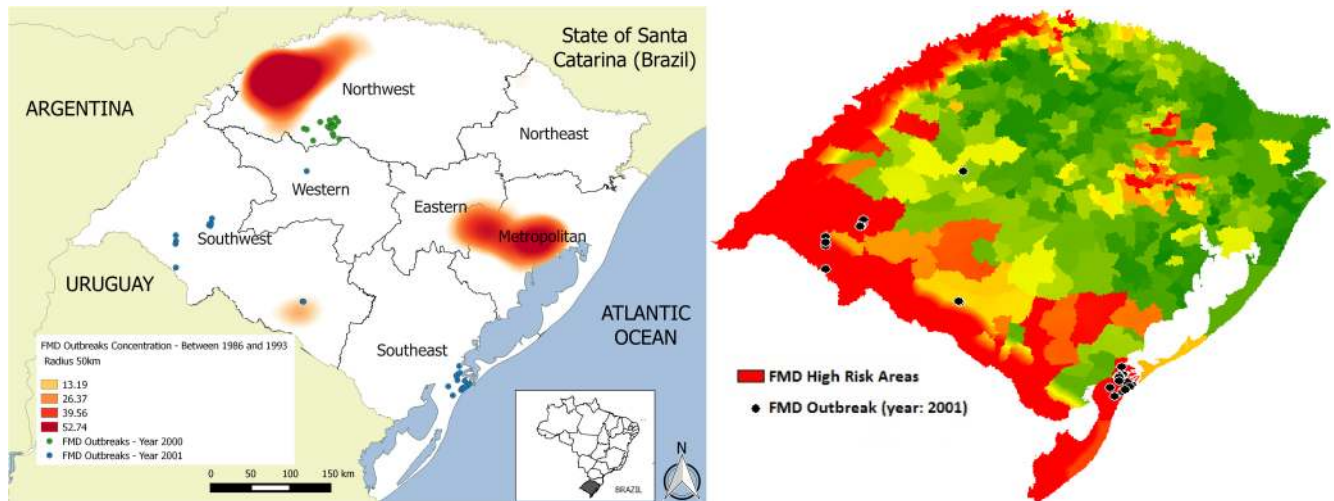 State of Santa
Catarina (Brazil)
ARGENTINA
Northwest
Northeast
Western
Eastern
Metropolitan
Southwest
URUGUAY
ATLANTIC
OCEAN
Southeast
FMD Outbreaks Concentration - Between 1986 and 1993
Radius 50km
13.19
26.37
39.56
52.74
FMD Outbreaks - Year 2000
FMD Outbreaks - Year 2001
0 50 100 150 km
BRAZIL
N
FMD High Risk Areas
FMD Outbreak (year: 2001)